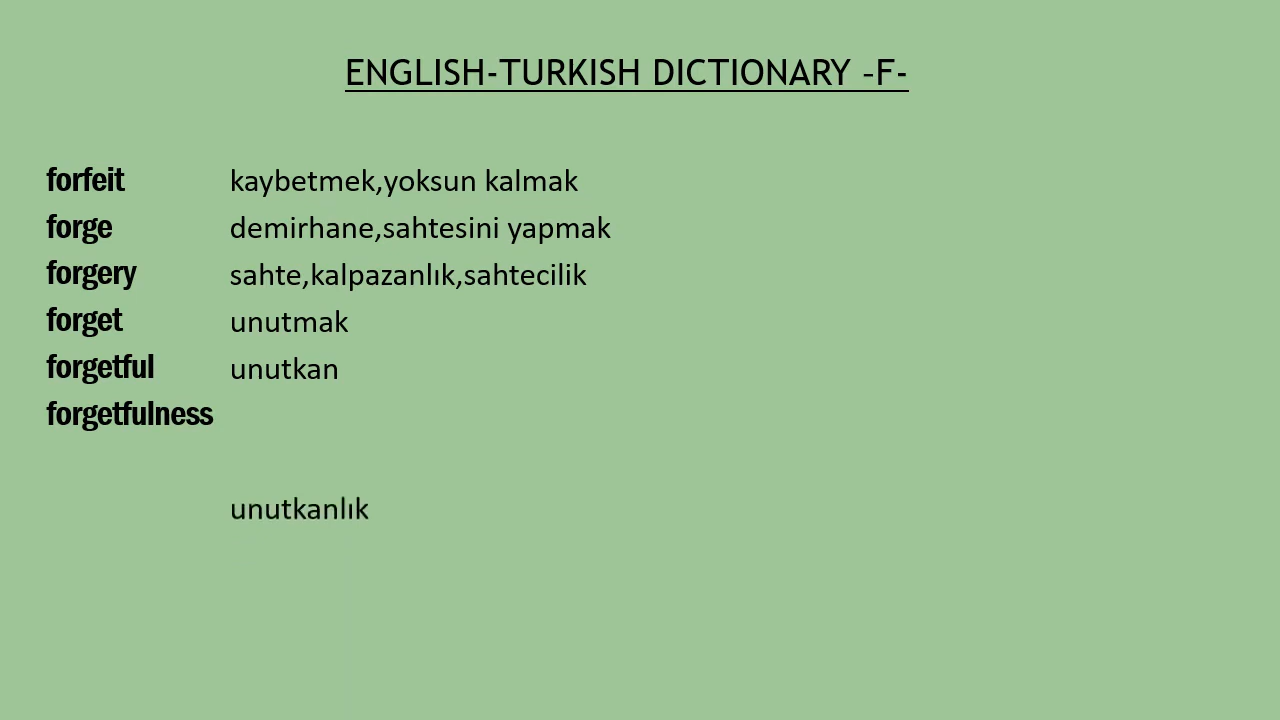 ENGLISH-TURKISH DICTIONARY –F-
forfeit kaybetmek,yoksun kalmak
forge demirhane,sahtesini yapmak
forgery sahte,kalpazanlık,sahtecilik
forget unutmak
forgetful unutkan
forgetfulness
unutkanlık